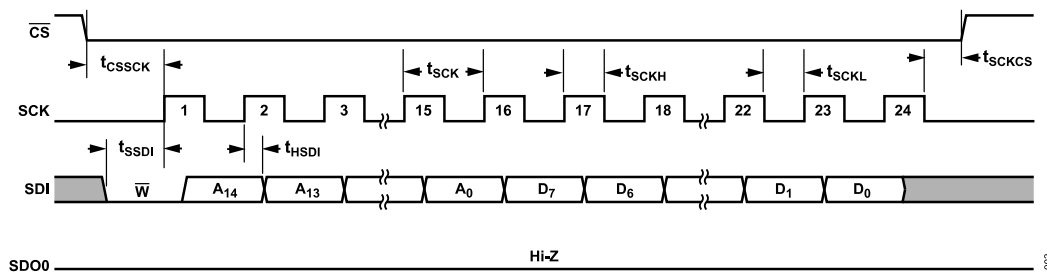 CS
tCSSCK
tSCK
tSCKH
tSCKL
tSCKCS
SCK 1 2 3 15 16 17 18 22 23 24
tSSDI
tHSDI
SDI W A14 A13 A0 D7 D6 D1 D0
Hi-Z
SDO0